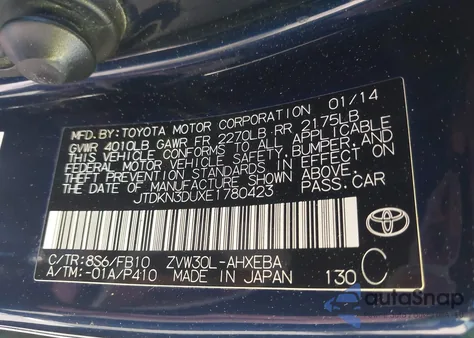 MFD. BY: TOYOTA MOTOR CORPORATION 01/14
GVWR 4010LB GAWR FR 2270LB RR 2175LB
THIS VEHICLE CONFORMS TO ALL APPLICABLE
FEDERAL MOTOR VEHICLE SAFETY, BUMPER, AND
THEFT PREVENTION STANDARDS IN EFFECT ON
THE DATE OF MANUFACTURE SHOWN ABOVE.
JTDKN3DUXE1780423 PASS. CAR
C/TR: 8S6/FB10 ZVW30L-AHXEBA
A/TM: -01A/P410 MADE IN JAPAN 130 C
TOYOTA
autoSnap